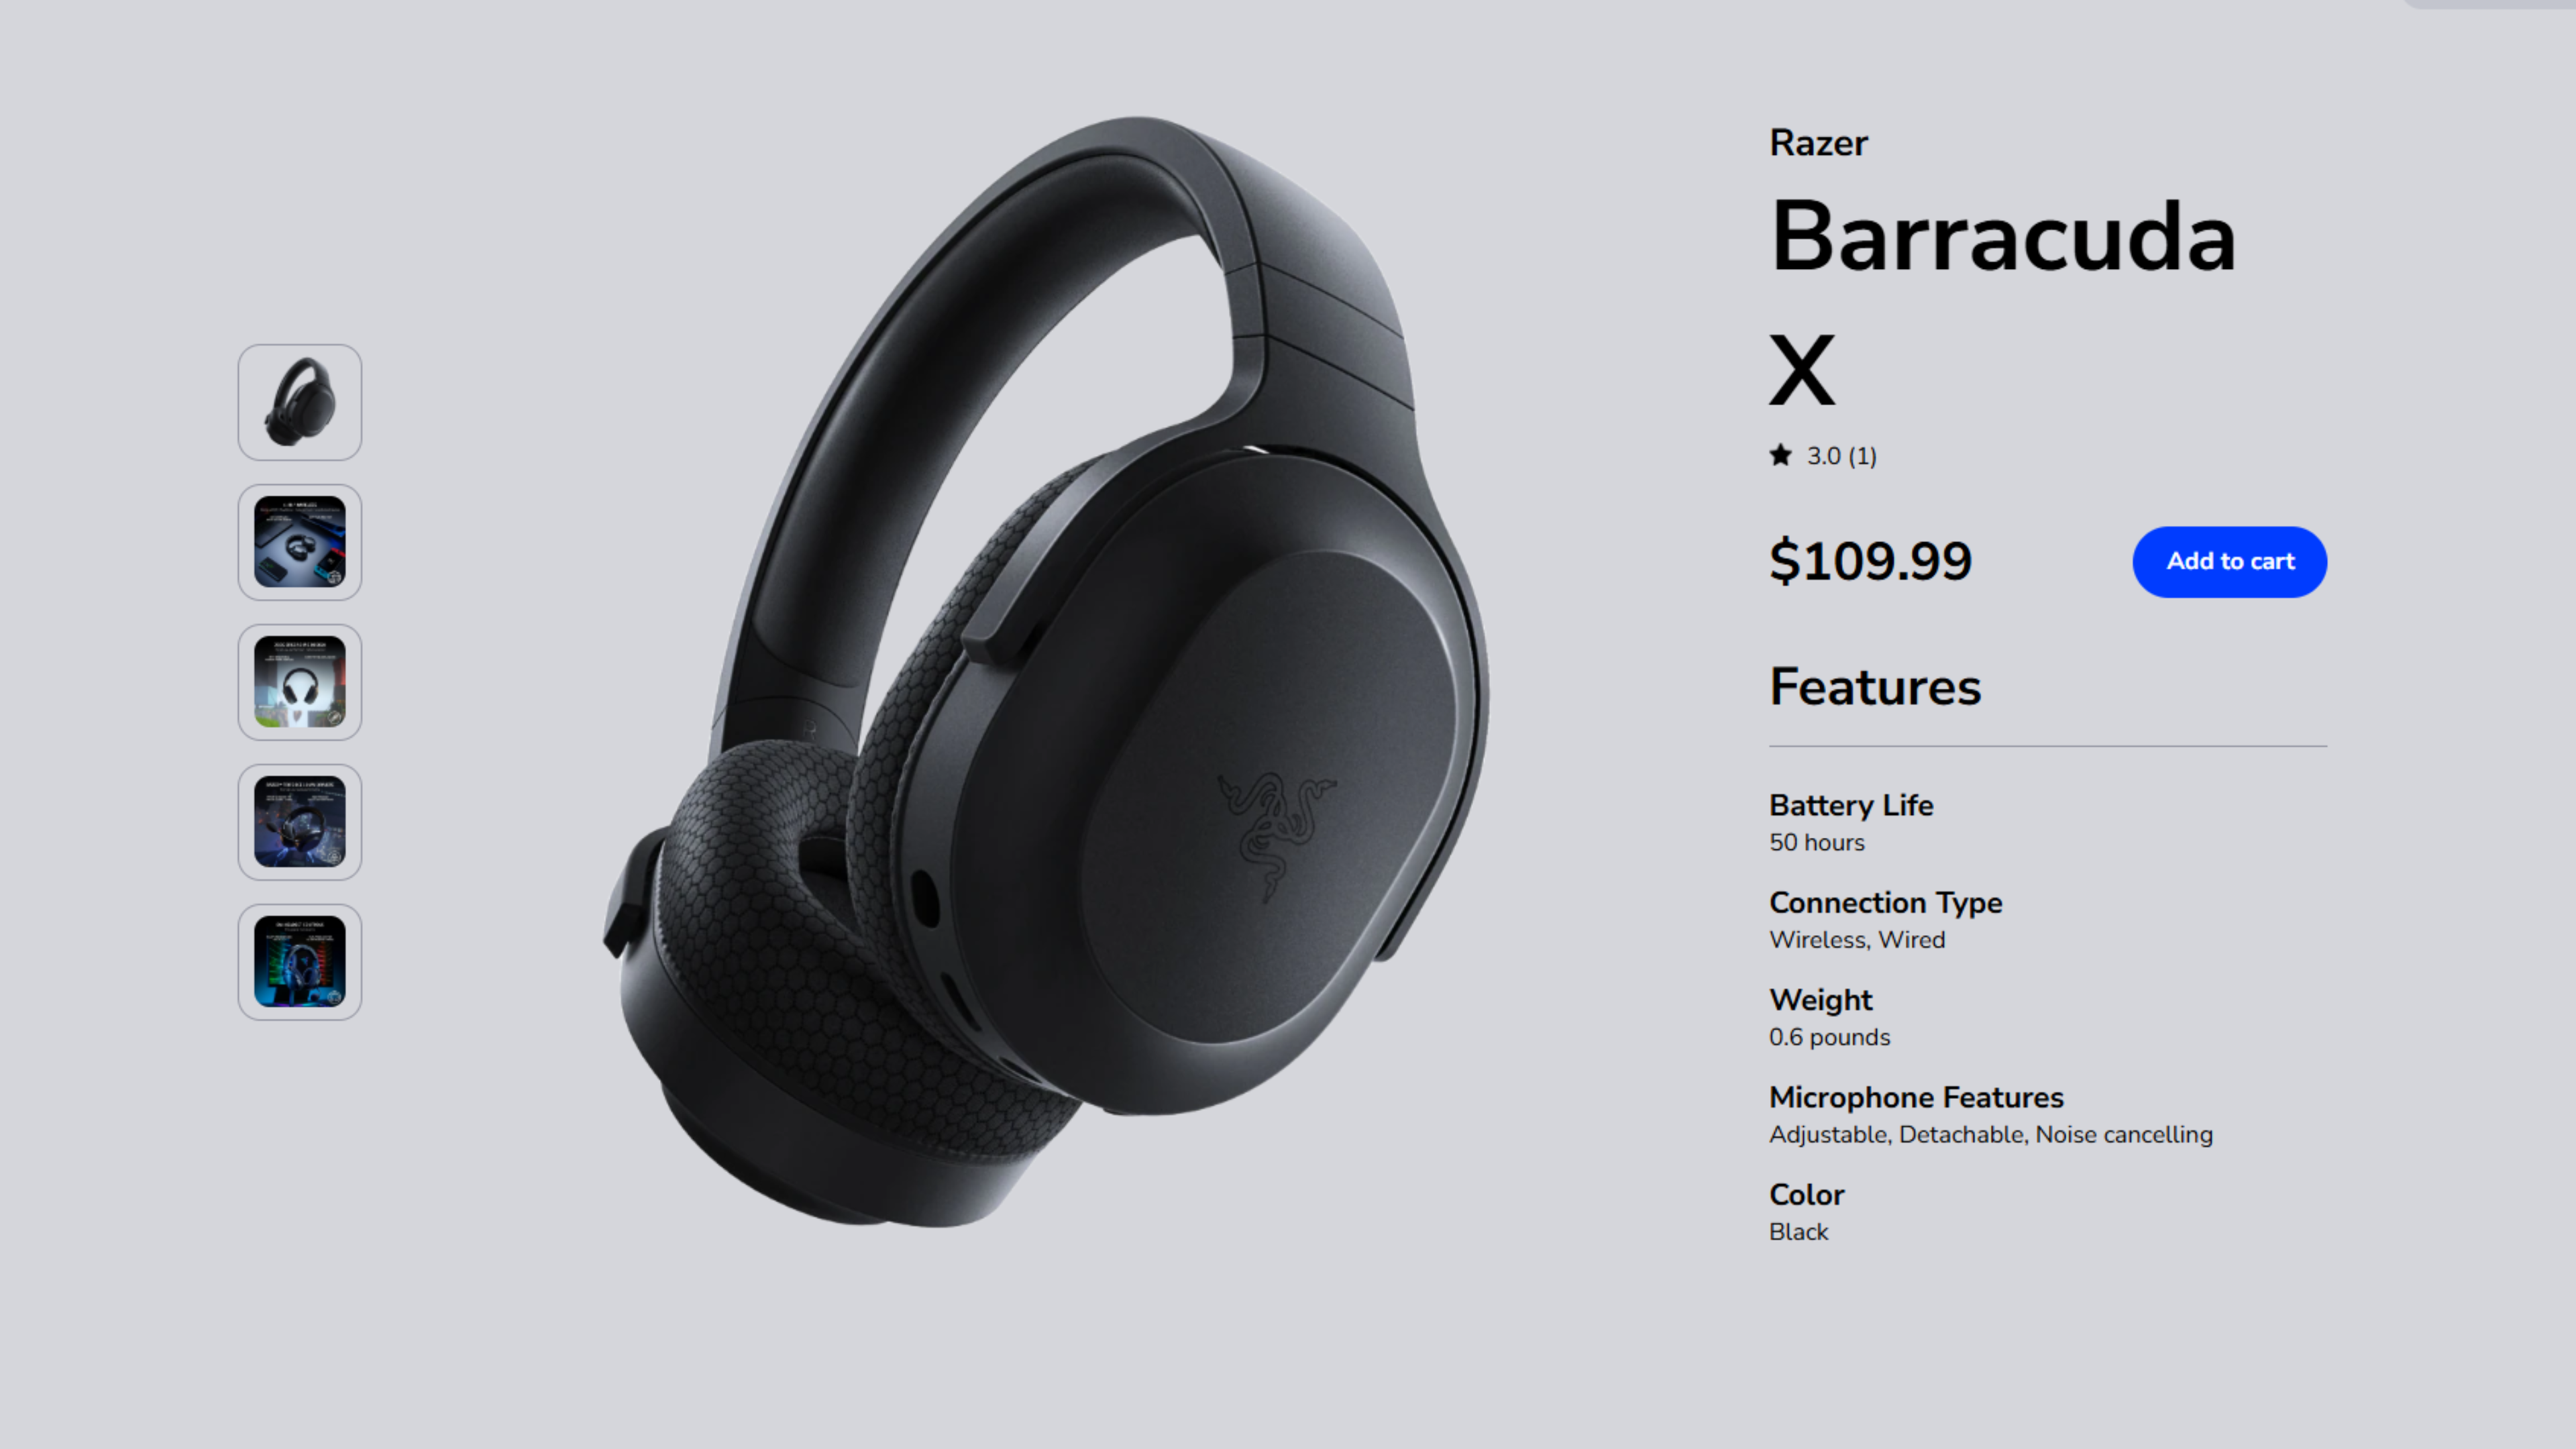 Razer
Barracuda
X
3.0 (1)
$109.99
Add to cart
Features
Battery Life
50 hours
Connection Type
Wireless, Wired
Weight
0.6 pounds
Microphone Features
Adjustable, Detachable, Noise cancelling
Color
Black